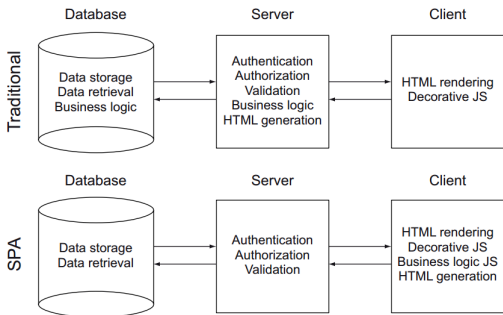 Database
Server
Client
Traditional
Data storage
Data retrieval
Business logic
Authentication
Authorization
Validation
Business logic
HTML generation
HTML rendering
Decorative JS
Database
Server
Client
SPA
Data storage
Data retrieval
Authentication
Authorization
Validation
HTML rendering
Decorative JS
Business logic JS
HTML generation